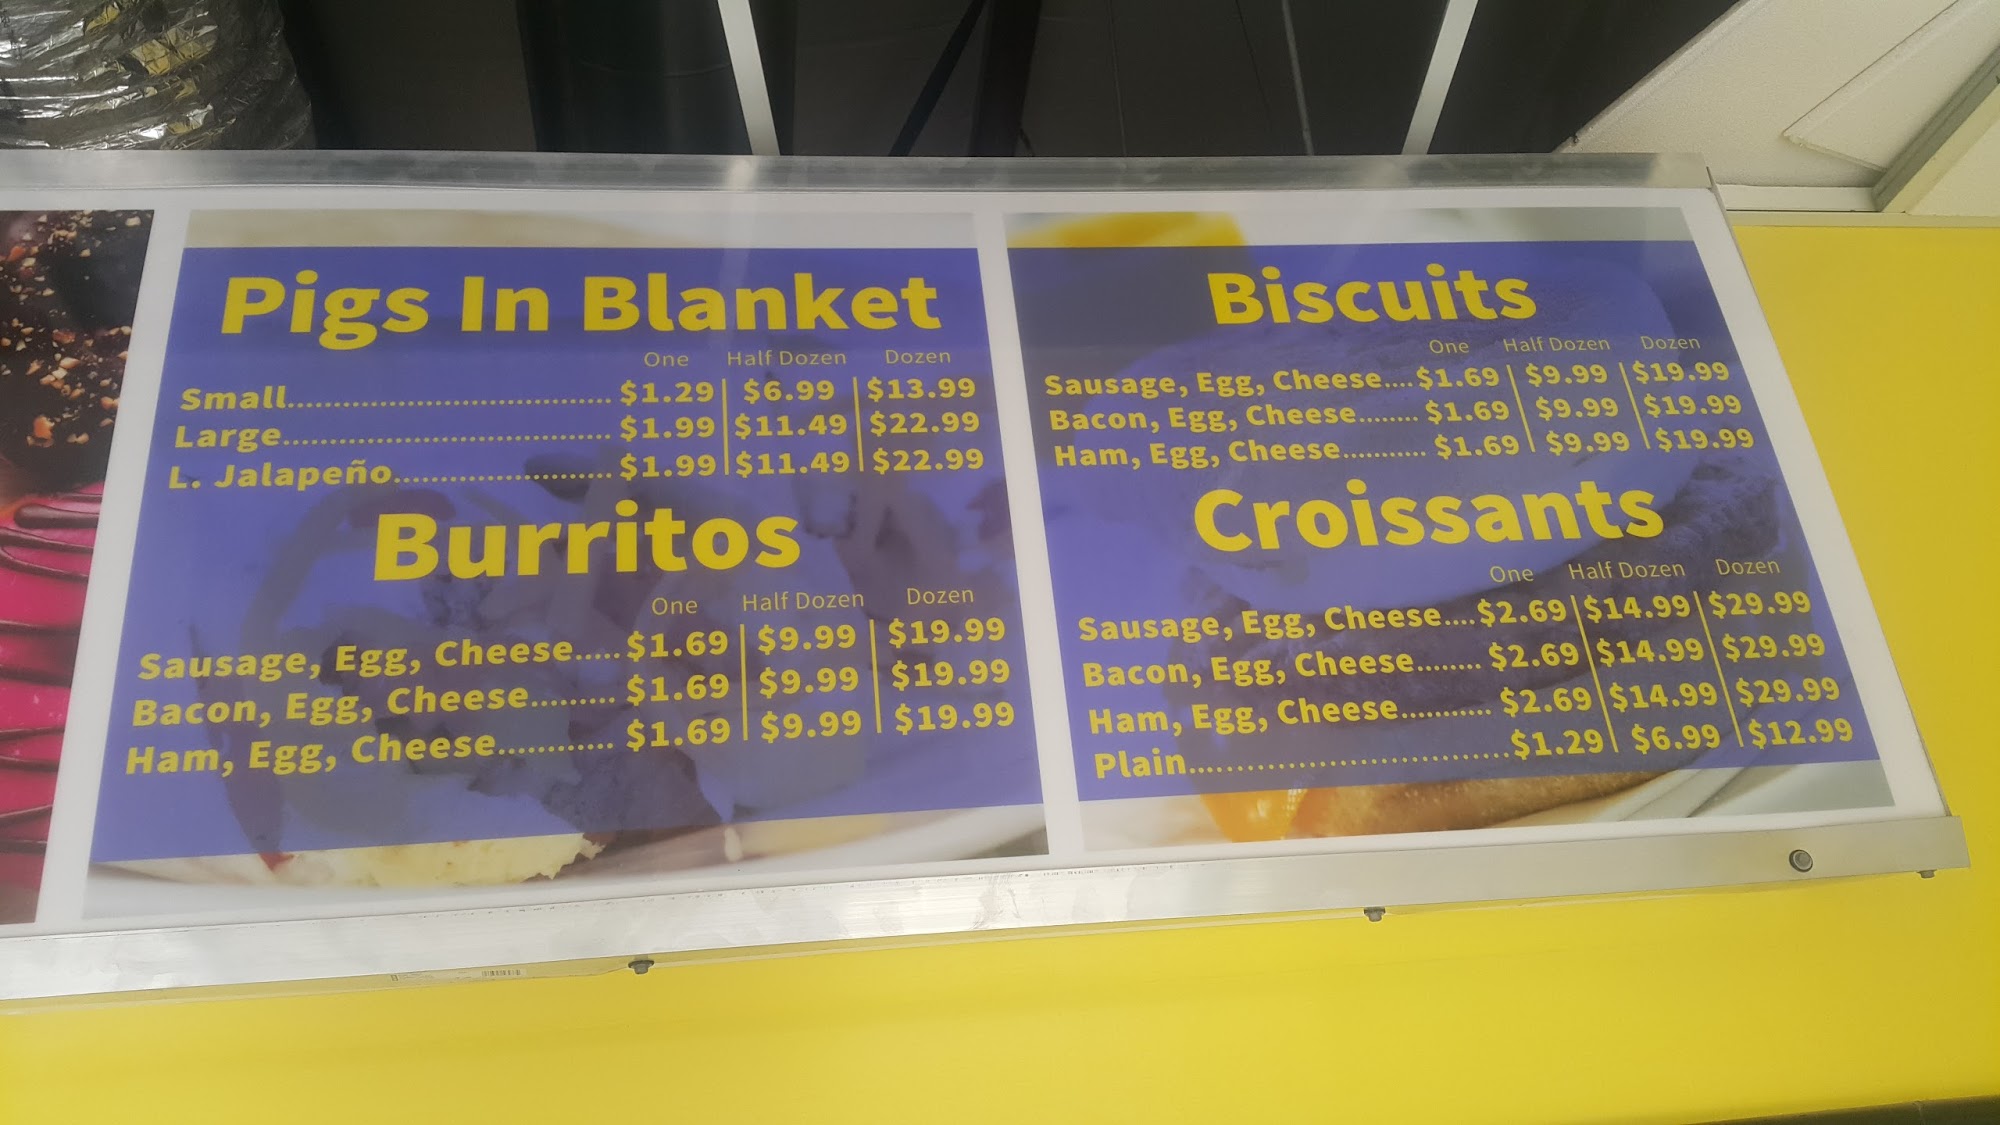 Pigs In Blanket
One Half Dozen Dozen
Small.................................. $1.29 | $6.99 | $13.99
Large.................................. $1.99 | $11.49 | $22.99
L. Jalapeño....................... $1.99 | $11.49 | $22.99
Burritos
One Half Dozen Dozen
Sausage, Egg, Cheese..... $1.69 | $9.99 | $19.99
Bacon, Egg, Cheese......... $1.69 | $9.99 | $19.99
Ham, Egg, Cheese............ $1.69 | $9.99 | $19.99
Biscuits
One Half Dozen Dozen
Sausage, Egg, Cheese.... $1.69 | $9.99 | $19.99
Bacon, Egg, Cheese........ $1.69 | $9.99 | $19.99
Ham, Egg, Cheese........... $1.69 | $9.99 | $19.99
Croissants
One Half Dozen Dozen
Sausage, Egg, Cheese.... $2.69 | $14.99 | $29.99
Bacon, Egg, Cheese........ $2.69 | $14.99 | $29.99
Ham, Egg, Cheese........... $2.69 | $14.99 | $29.99
Plain.............................. $1.29 | $6.99 | $12.99